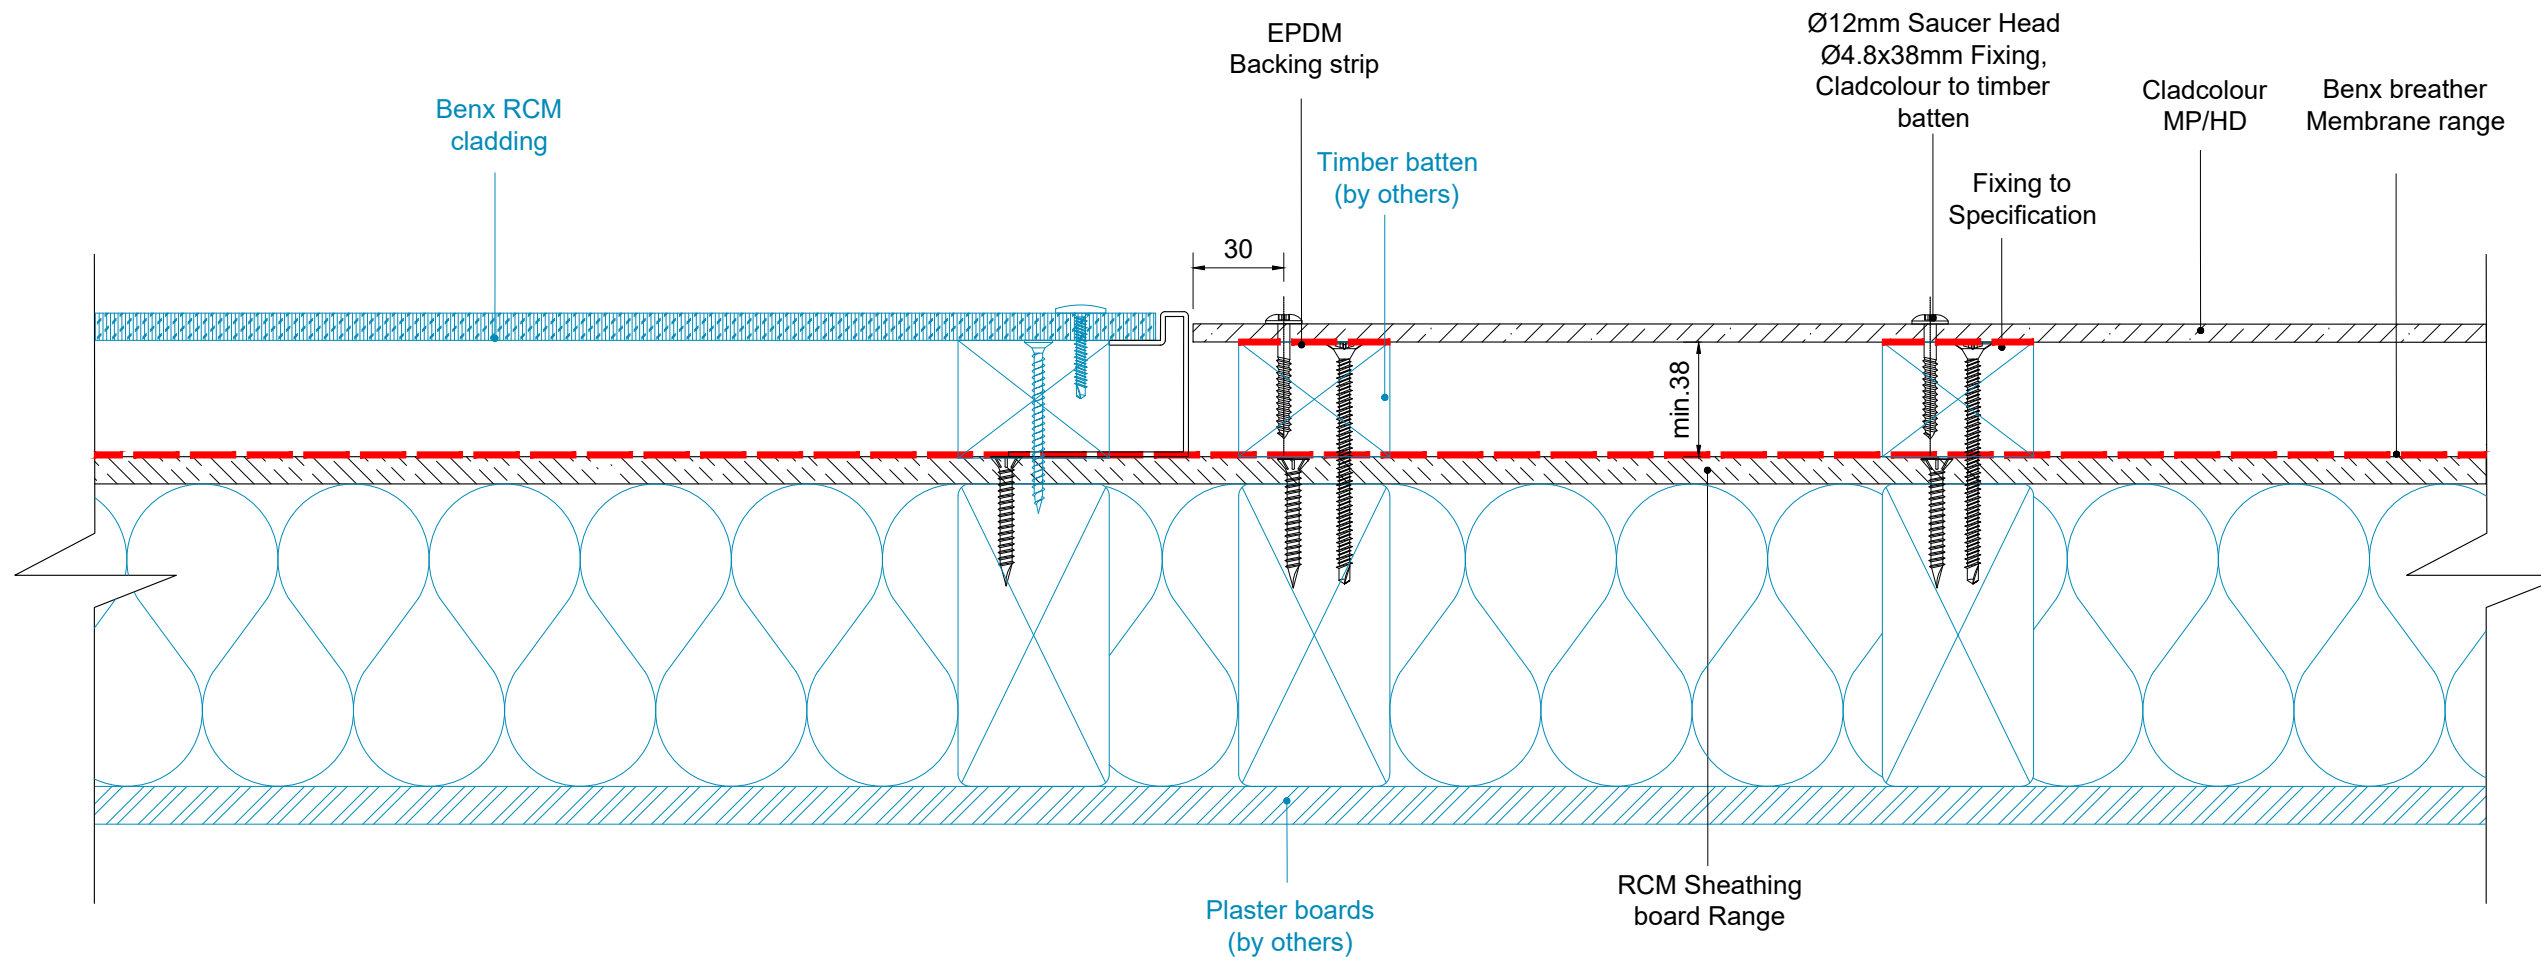 EPDM
Backing strip
Ø12mm Saucer Head
Ø4.8x38mm Fixing,
Cladcolour to timber
batten
Cladcolour
MP/HD
Benx breather
Membrane range
Benx RCM
cladding
Timber batten
(by others)
Fixing to
Specification
30
min.38
RCM Sheathing
board Range
Plaster boards
(by others)